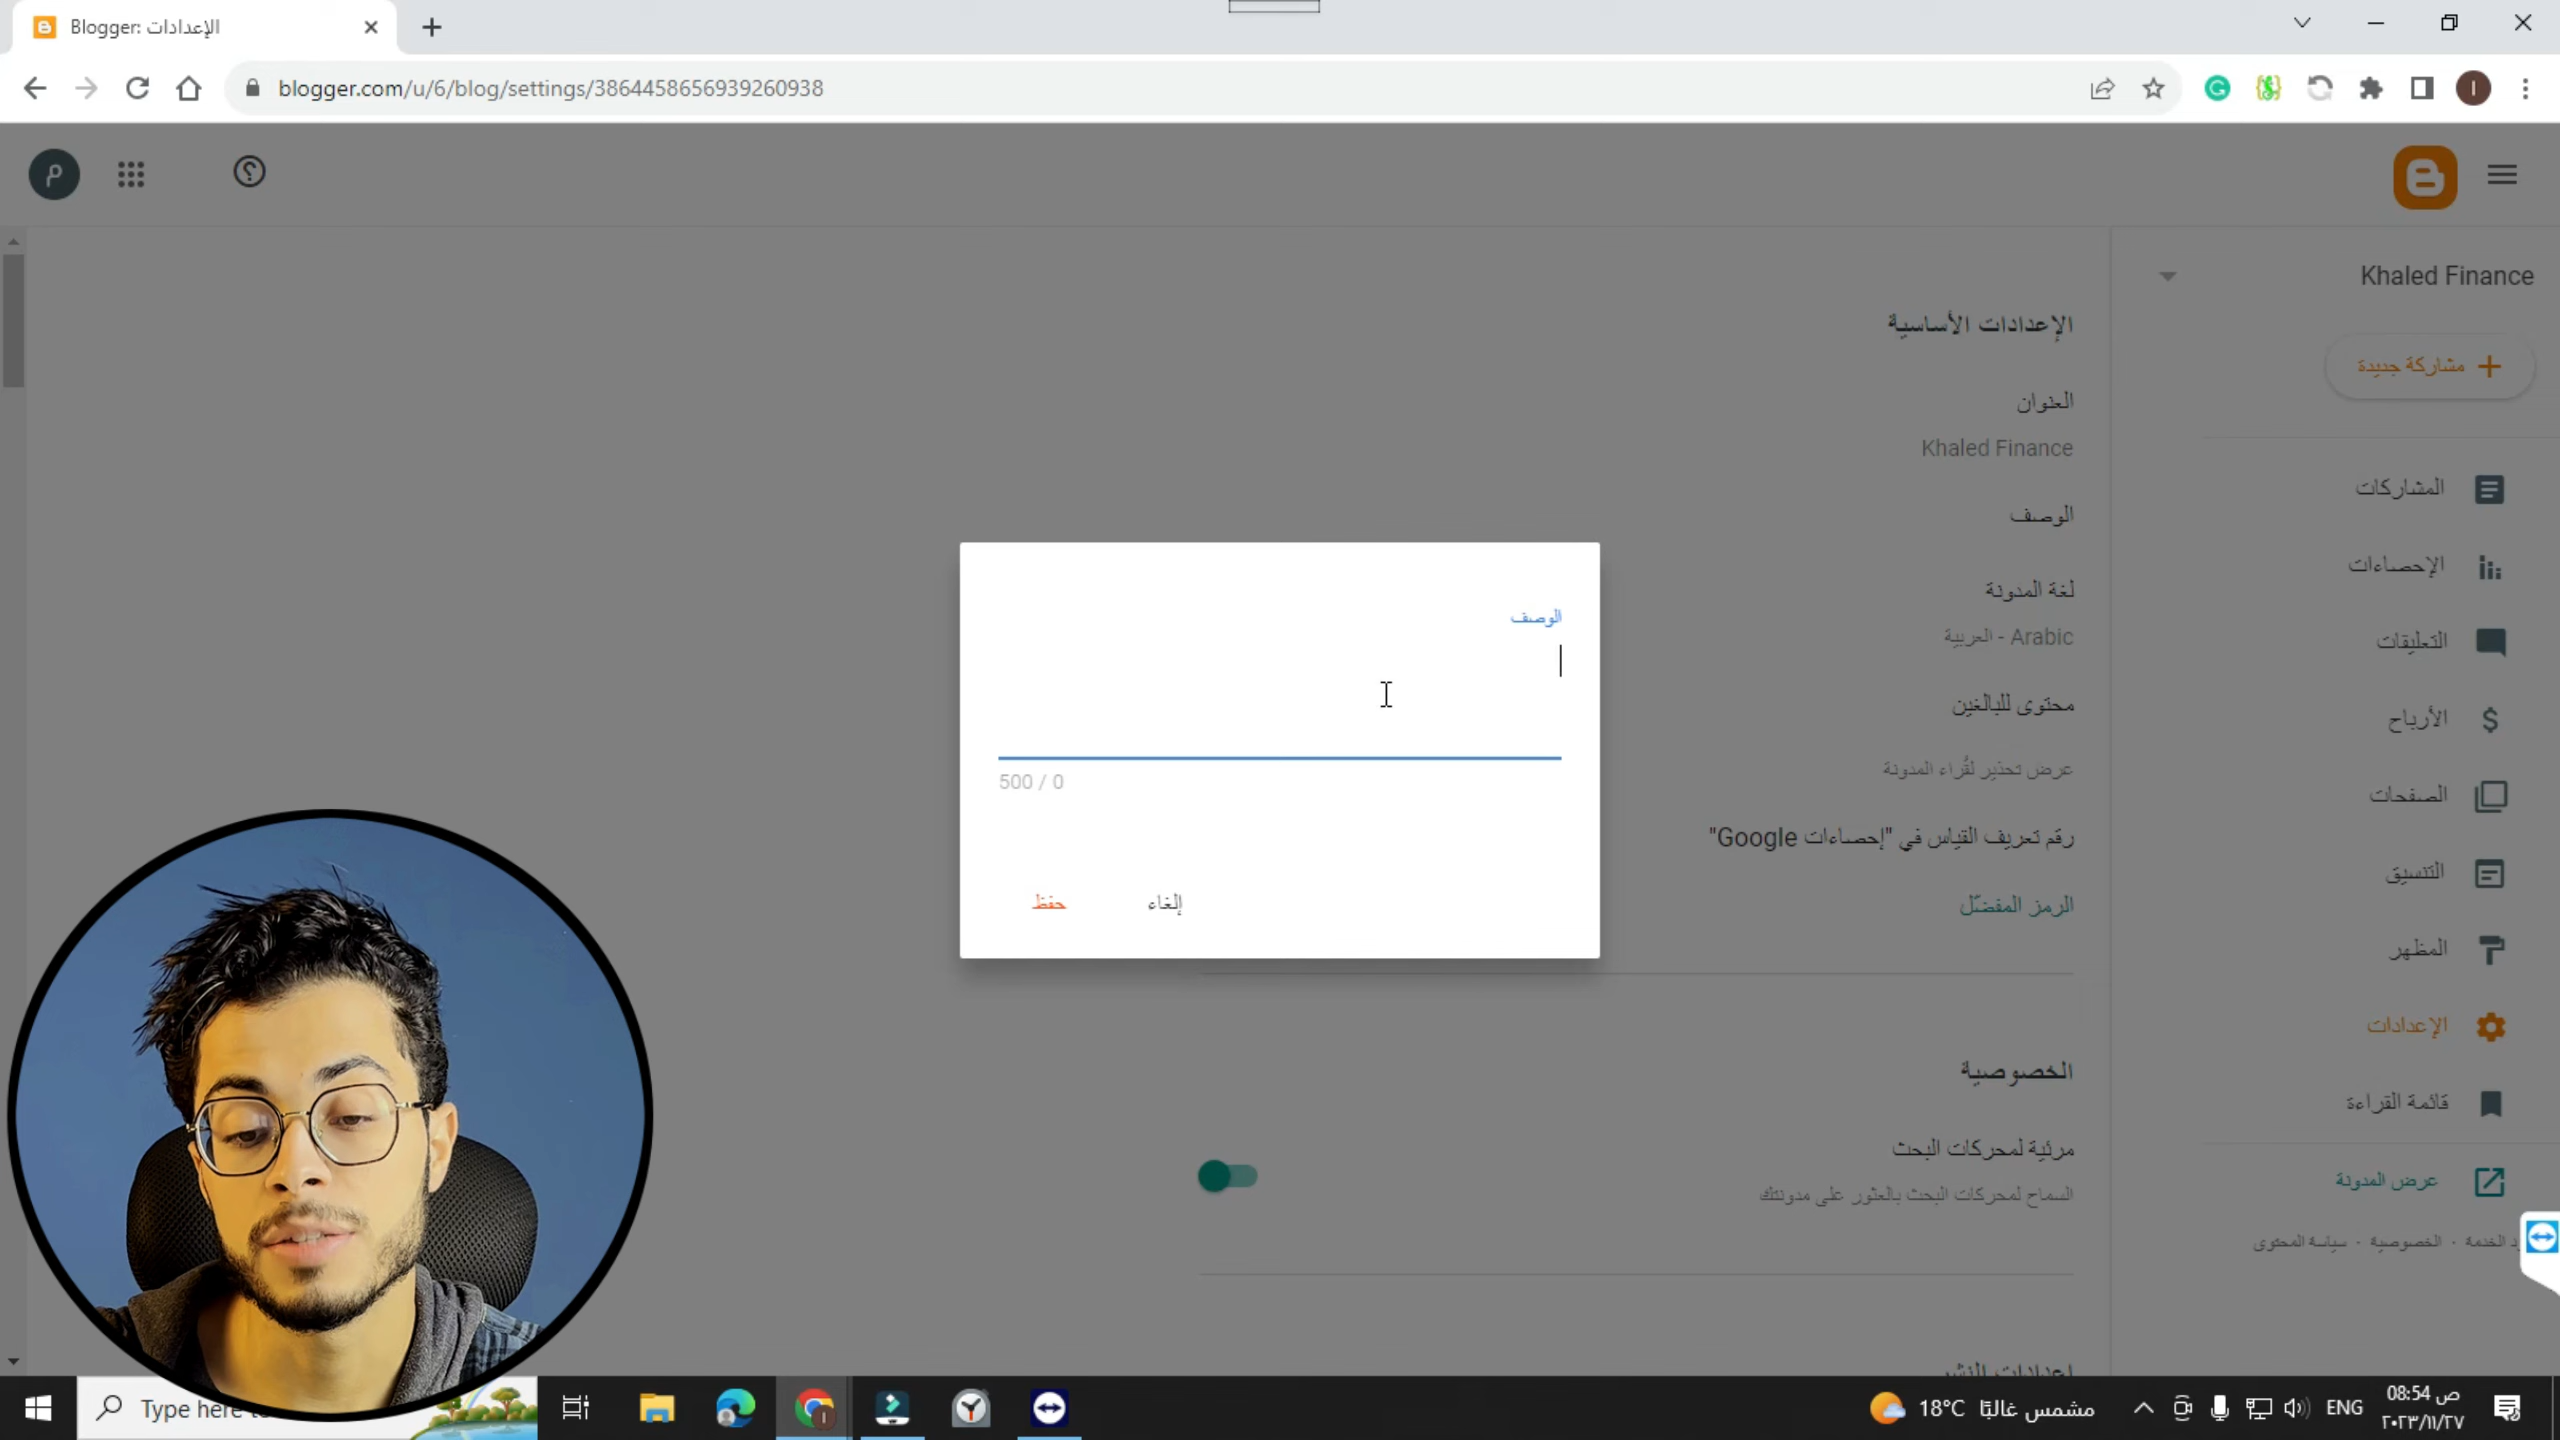 Blogger: الإعدادات
blogger.com/u/6/blog/settings/3864458656939260938
م
Khaled Finance
مشاركة جديدة
المشاركات
الإحصاءات
التعليقات
الأرباح
الصفحات
التنسيق
المظهر
الإعدادات
قائمة القراءة
عرض المدونة
الخدمة · الخصوصية · سياسة المحتوى
الإعدادات الأساسية
العنوان
Khaled Finance
الوصف
لغة المدونة
العربية - Arabic
محتوى للبالغين
عرض تحذير لقُراء المدونة
رقم تعريف القياس في "إحصاءات Google"
الرمز المفضّل
الخصوصية
مرئية لمحركات البحث
السماح لمحركات البحث بالعثور على مدونتك
إعدادات النشر
الوصف
500 / 0
إلغاء
حفظ
Type here
18°C مشمس غالبًا
ENG
08:54 ص
٢٠٢٣/١١/٢٧